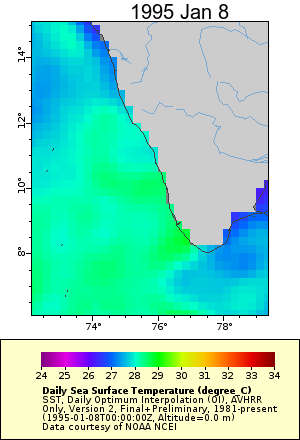 1995 Jan 8
14°
12°
10°
8°
74° 76° 78°
24 25 26 27 28 29 30 31 32 33 34
Daily Sea Surface Temperature (degree_C)
SST, Daily Optimum Interpolation (OI), AVHRR
Only, Version 2, Final+Preliminary, 1981-present
(1995-01-08T00:00:00Z, Altitude=0.0 m)
Data courtesy of NOAA NCEI